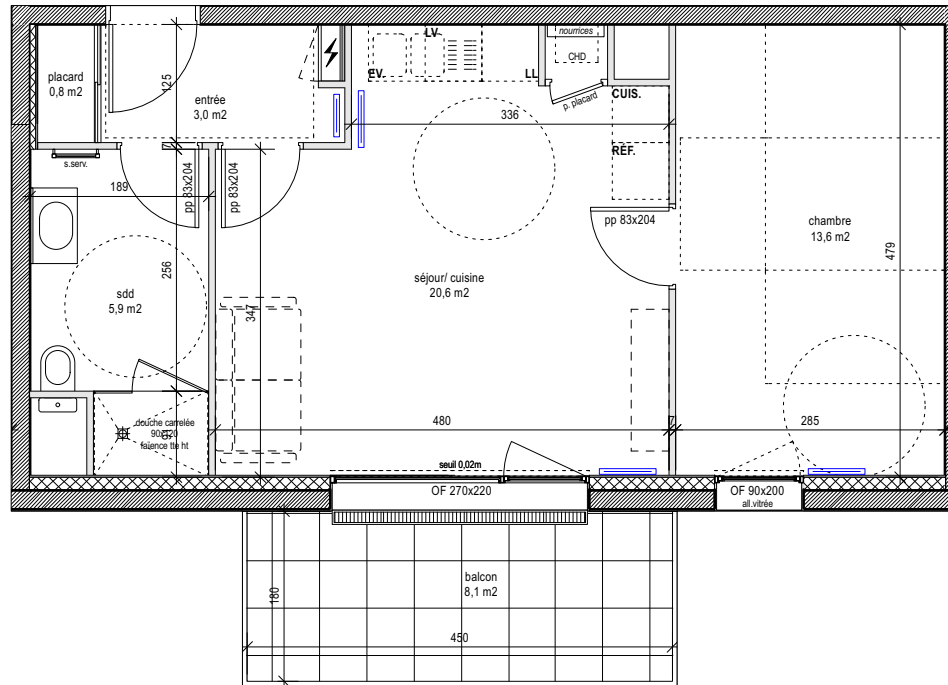 placard
0,8 m2
125
entrée
3,0 m2
LV
EV.
LL
nourrices
CHD
p. placard
CUIS.
REF.
336
s.serv.
189
pp 83x204
pp 83x204
pp 83x204
256
sdd
5,9 m2
347
séjour/ cuisine
20,6 m2
chambre
13,6 m2
479
douche carrelée
90x120
faïence tte ht
480
7
285
seuil 0,02m
OF 270x220
OF 90x200
all.vitrée
balcon
8,1 m2
180
450